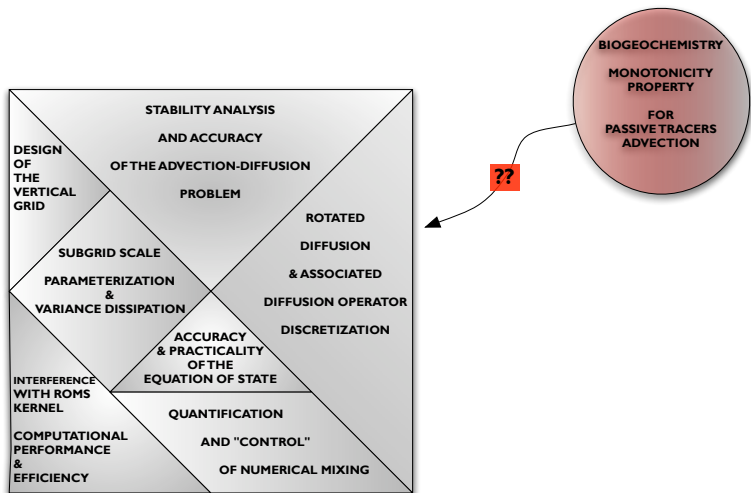 BIOGEOCHEMISTRY
MONOTONICITY
PROPERTY
FOR
PASSIVE TRACERS
ADVECTION
??
STABILITY ANALYSIS
AND ACCURACY
OF THE ADVECTION-DIFFUSION
PROBLEM
DESIGN
OF
THE
VERTICAL
GRID
ROTATED
DIFFUSION
& ASSOCIATED
DIFFUSION OPERATOR
DISCRETIZATION
SUBGRID SCALE
PARAMETERIZATION
&
VARIANCE DISSIPATION
ACCURACY
& PRACTICALITY
OF THE
EQUATION OF STATE
INTERFERENCE
WITH ROMS
KERNEL
COMPUTATIONAL
PERFORMANCE
&
EFFICIENCY
QUANTIFICATION
AND "CONTROL"
OF NUMERICAL MIXING